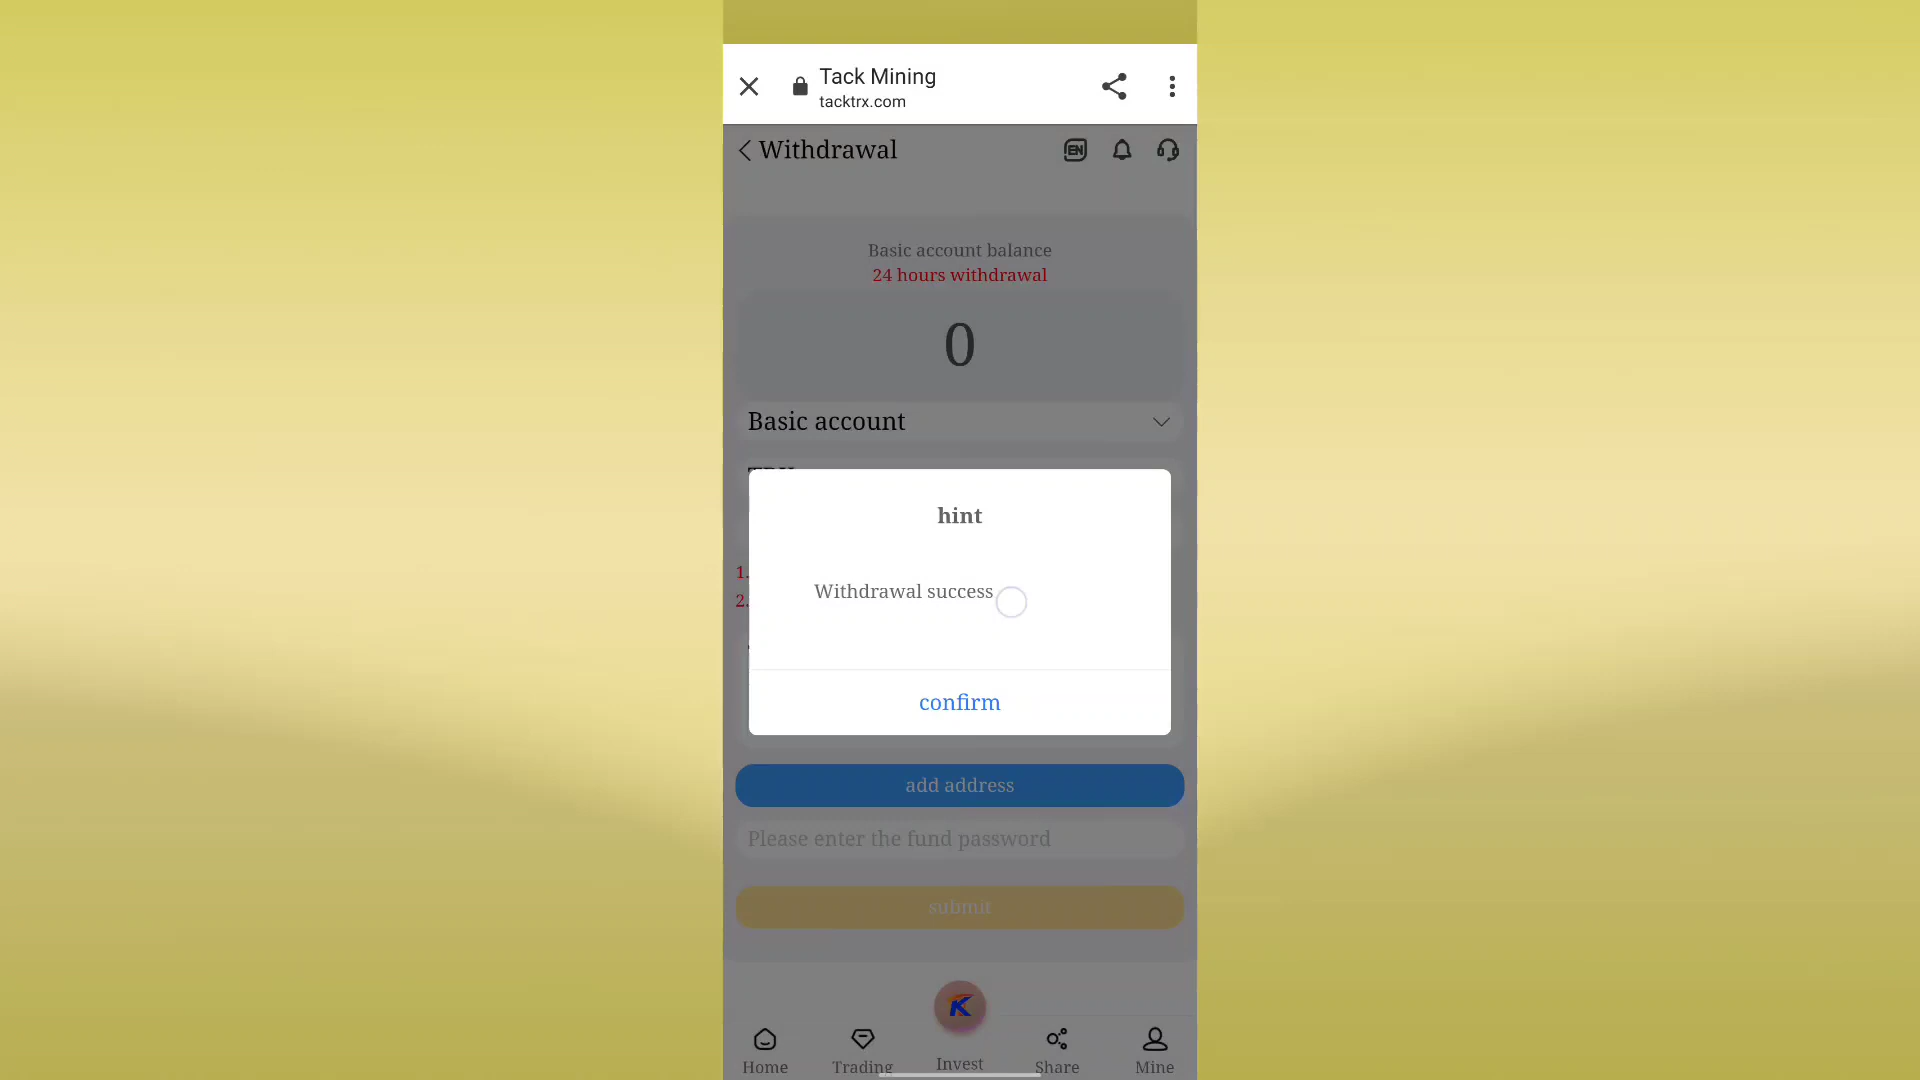 Tack Mining
tacktrx.com
Withdrawal
EN
Basic account balance
24 hours withdrawal
0
Basic account
hint
1.
2.
Withdrawal success
confirm
add address
Please enter the fund password
submit
Home
Trading
Invest
Share
Mine